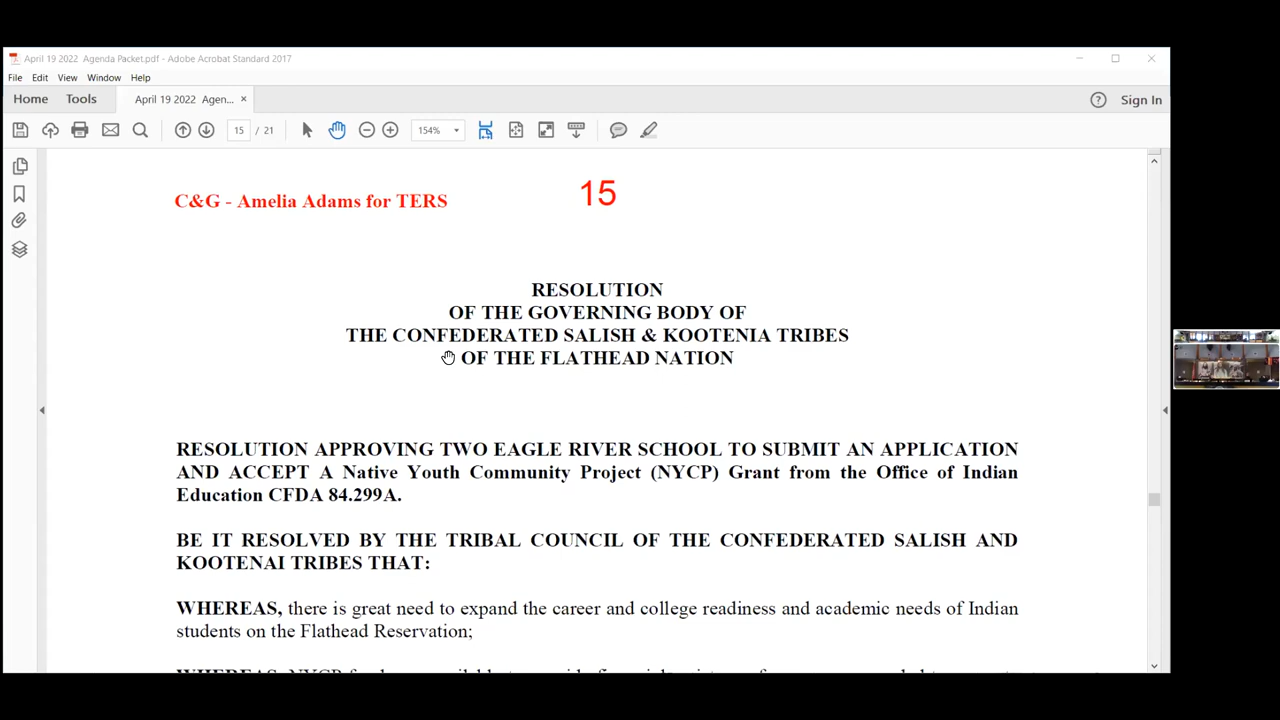 April 19 2022 Agenda Packet.pdf - Adobe Acrobat Standard 2017
File Edit View Window Help
Home Tools April 19 2022 Agen... × Sign In
15 / 21 154%
C&G - Amelia Adams for TERS 15
RESOLUTION
OF THE GOVERNING BODY OF
THE CONFEDERATED SALISH & KOOTENIA TRIBES
OF THE FLATHEAD NATION
RESOLUTION APPROVING TWO EAGLE RIVER SCHOOL TO SUBMIT AN APPLICATION
AND ACCEPT A Native Youth Community Project (NYCP) Grant from the Office of Indian
Education CFDA 84.299A.
BE IT RESOLVED BY THE TRIBAL COUNCIL OF THE CONFEDERATED SALISH AND
KOOTENAI TRIBES THAT:
WHEREAS, there is great need to expand the career and college readiness and academic needs of Indian
students on the Flathead Reservation;
WHEREAS, NYCP